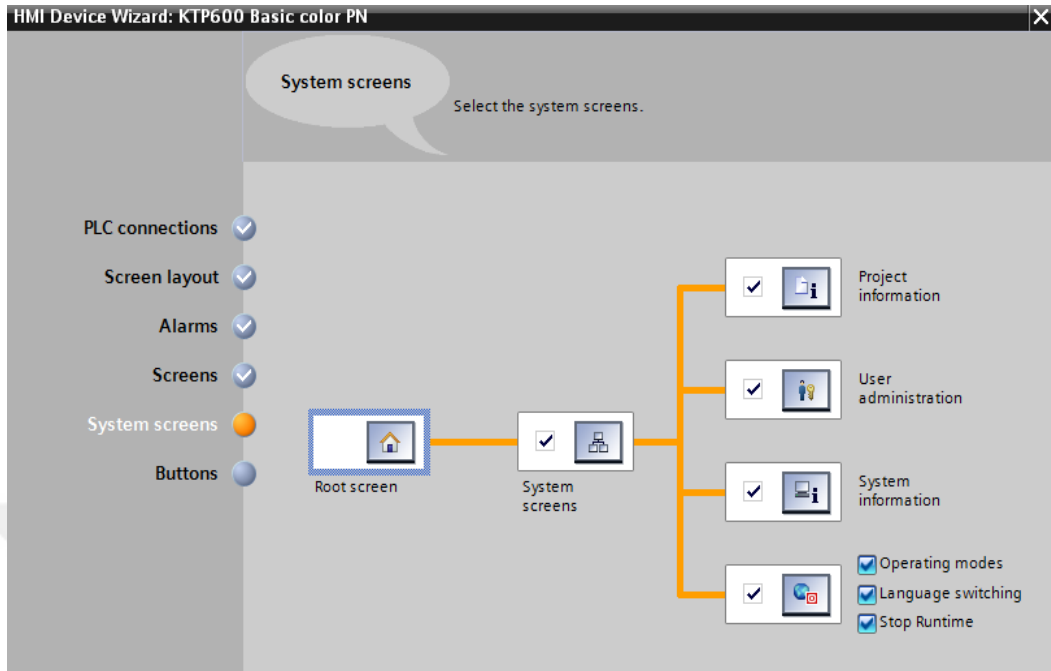 HMI Device Wizard: KTP600 Basic color PN
System screens
Select the system screens.
PLC connections
Screen layout
Alarms
Screens
System screens
Buttons
Root screen
System
screens
Project
information
User
administration
System
information
Operating modes
Language switching
Stop Runtime